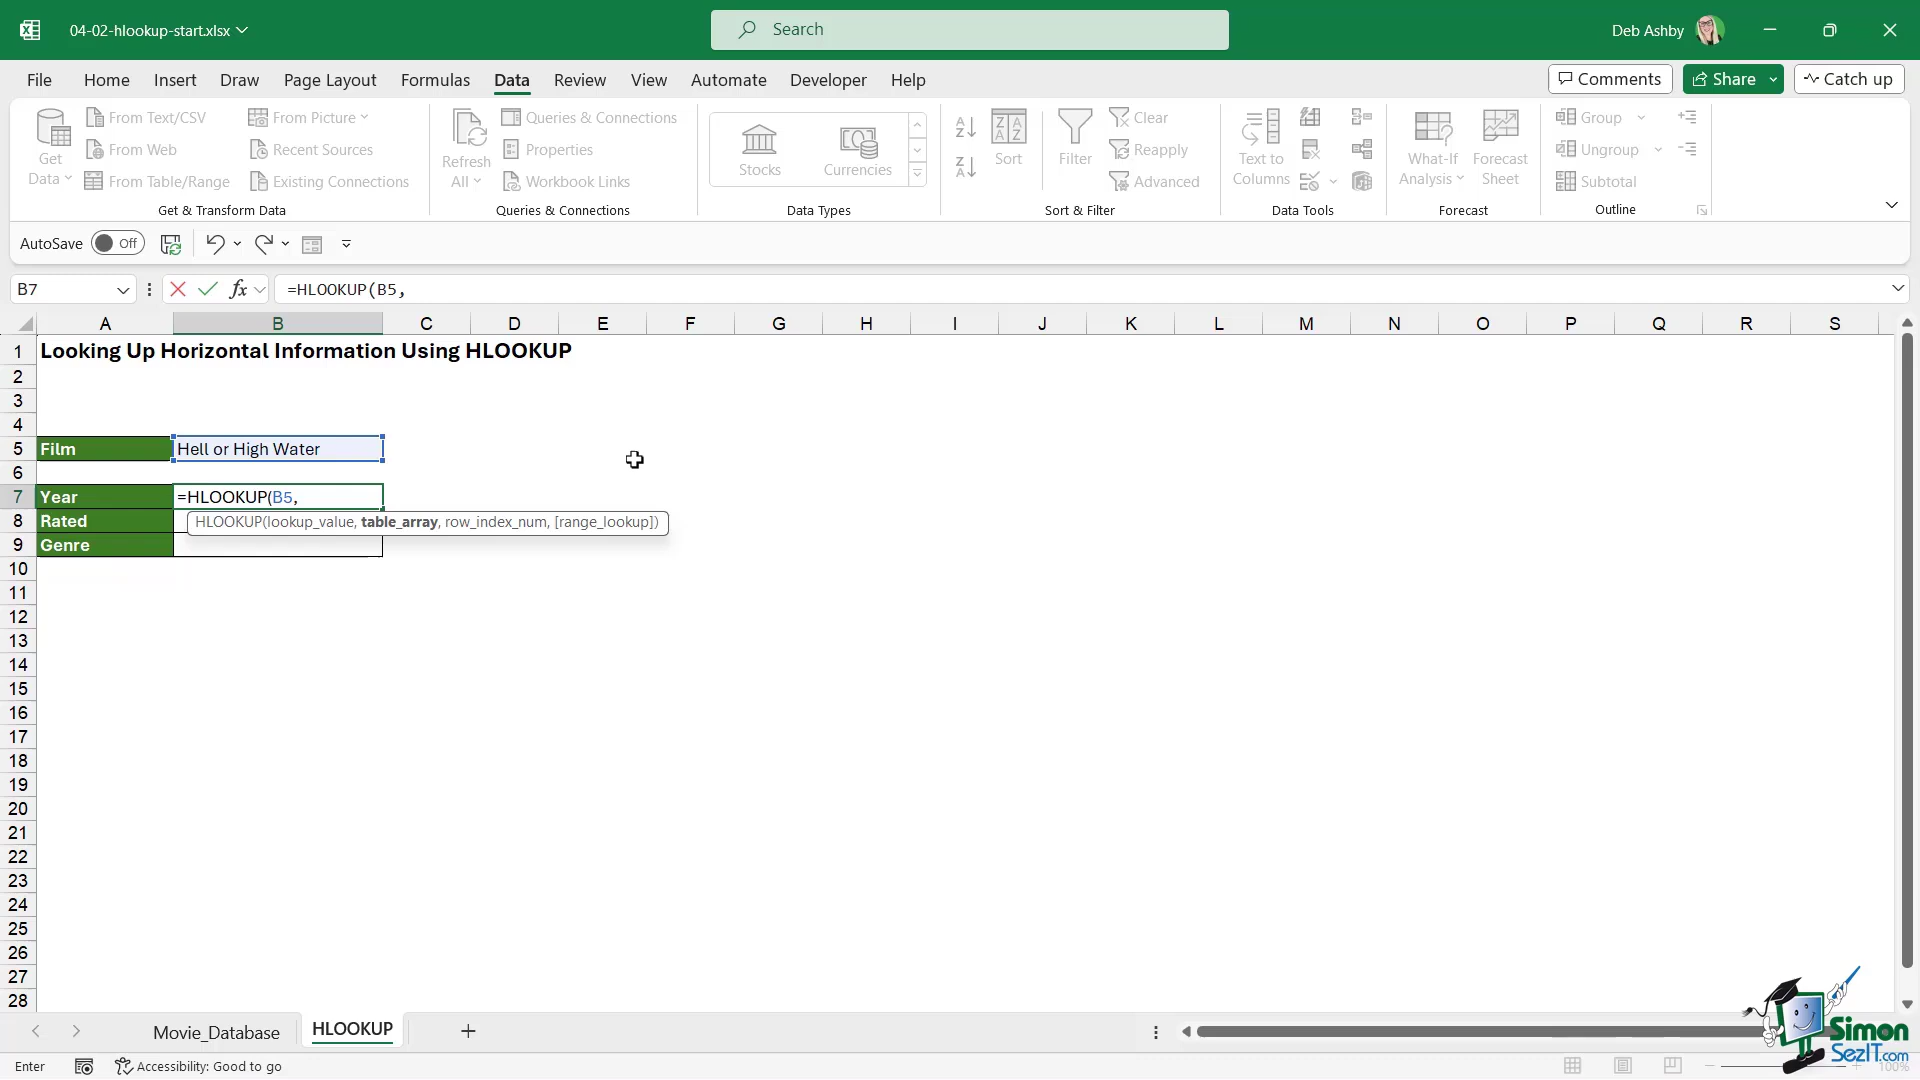 04-02-hlookup-start.xlsx
Search
Deb Ashby
File Home Insert Draw Page Layout Formulas Data Review View Automate Developer Help
Comments Share Catch up
Get Data
From Text/CSV
From Web
From Table/Range
From Picture
Recent Sources
Existing Connections
Get & Transform Data
Refresh All
Queries & Connections
Properties
Workbook Links
Queries & Connections
Stocks
Currencies
Data Types
Sort
Filter
Clear
Reapply
Advanced
Sort & Filter
Text to Columns
Data Tools
What-If Analysis
Forecast Sheet
Forecast
Group
Ungroup
Subtotal
Outline
AutoSave Off
B7 fx =HLOOKUP(B5,
A B C D E F G H I J K L M N O P Q R S
1 Looking Up Horizontal Information Using HLOOKUP
2
3
4
5 Film Hell or High Water
6
7 Year =HLOOKUP(B5,
8 Rated HLOOKUP(lookup_value, table_array, row_index_num, [range_lookup])
9 Genre
10
11
12
13
14
15
16
17
18
19
20
21
22
23
24
25
26
27
28
Movie_Database HLOOKUP
Enter Accessibility: Good to go 100%
Simon
SezIT.com